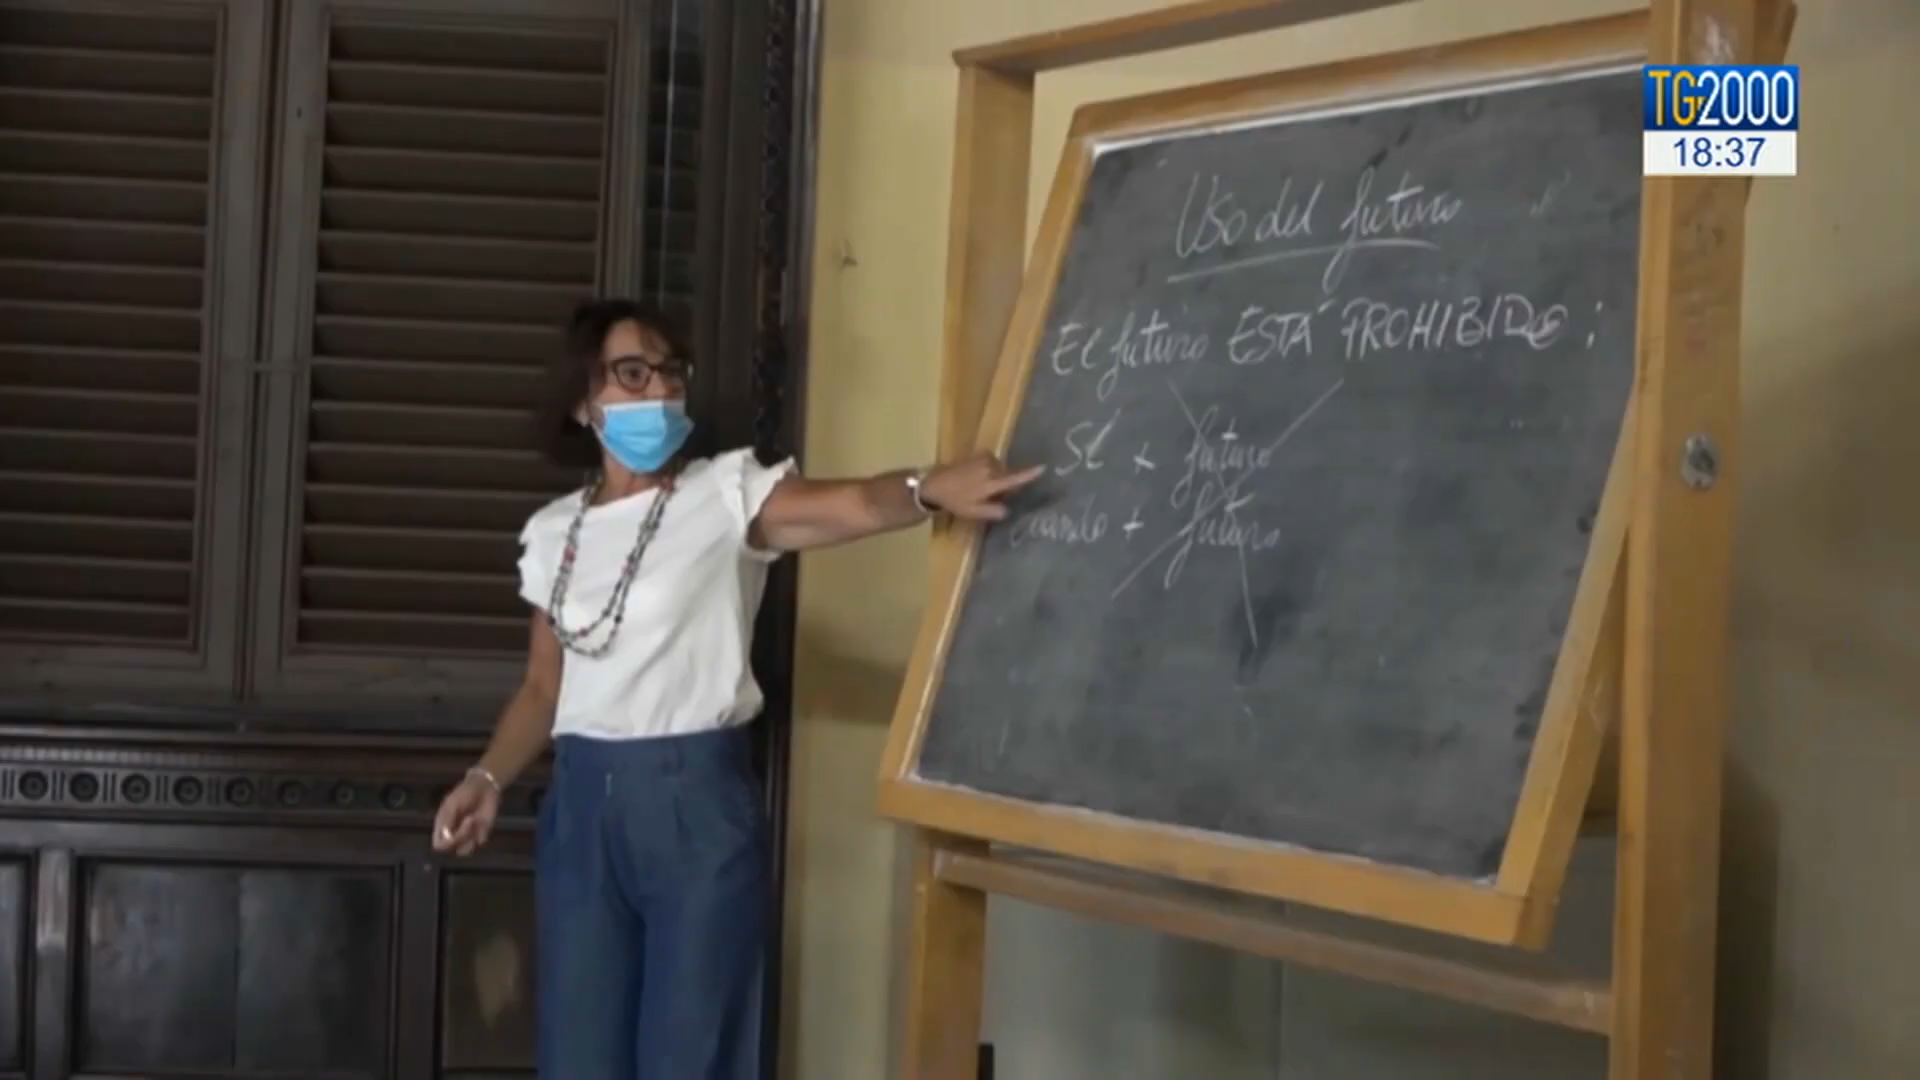 TG2000
18:37
Uso del futuro
El futuro ESTÁ PROHIBIDO:
SI + futuro
cuando + futuro